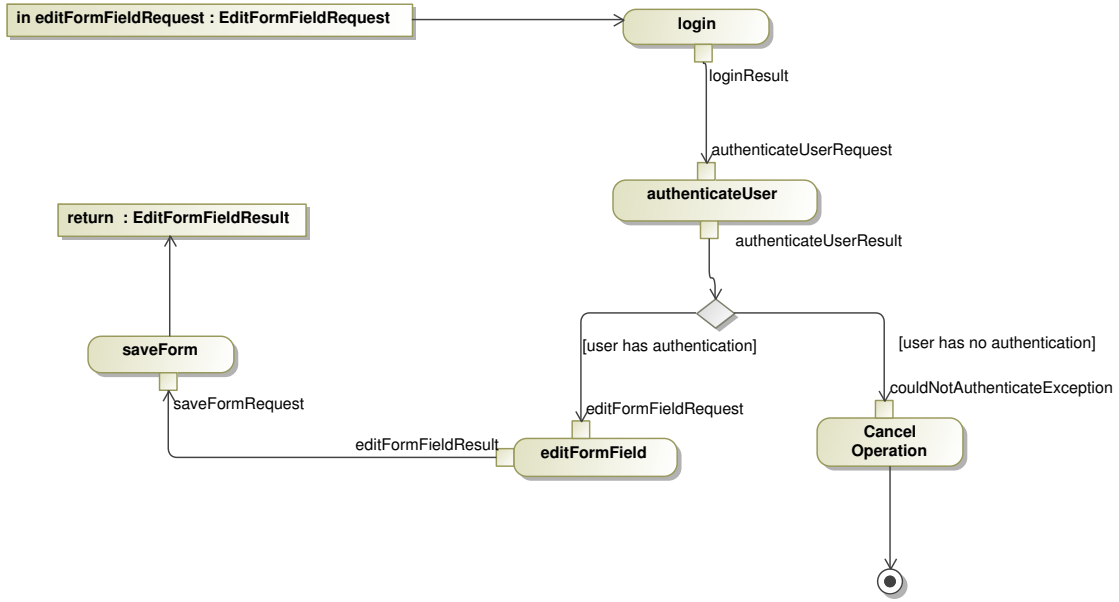 in editFormFieldRequest : EditFormFieldRequest
login
loginResult
authenticateUserRequest
authenticateUser
authenticateUserResult
return  : EditFormFieldResult
saveForm
saveFormRequest
[user has authentication]
[user has no authentication]
couldNotAuthenticateException
editFormFieldRequest
editFormFieldResult
editFormField
Cancel
Operation